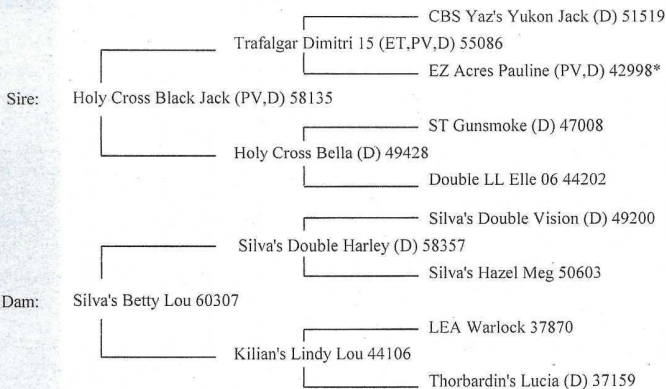 CBS Yaz's Yukon Jack (D) 51519
Trafalgar Dimitri 15 (ET,PV,D) 55086
EZ Acres Pauline (PV,D) 42998*
Sire: Holy Cross Black Jack (PV,D) 58135
ST Gunsmoke (D) 47008
Holy Cross Bella (D) 49428
Double LL Elle 06 44202
Silva's Double Vision (D) 49200
Silva's Double Harley (D) 58357
Silva's Hazel Meg 50603
Dam: Silva's Betty Lou 60307
LEA Warlock 37870
Kilian's Lindy Lou 44106
Thorbardin's Lucia (D) 37159